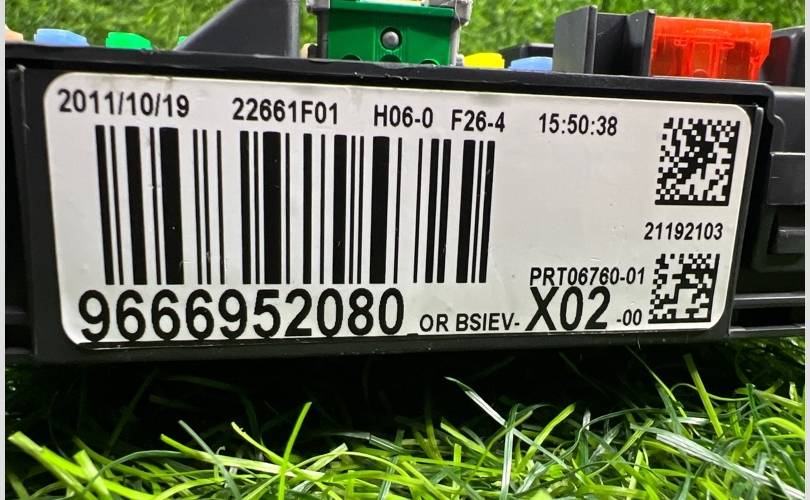 2011/10/19 22661F01 H06-0 F26-4 15:50:38
21192103
PRT06760-01
9666952080 OR BSIEV- X02 -00